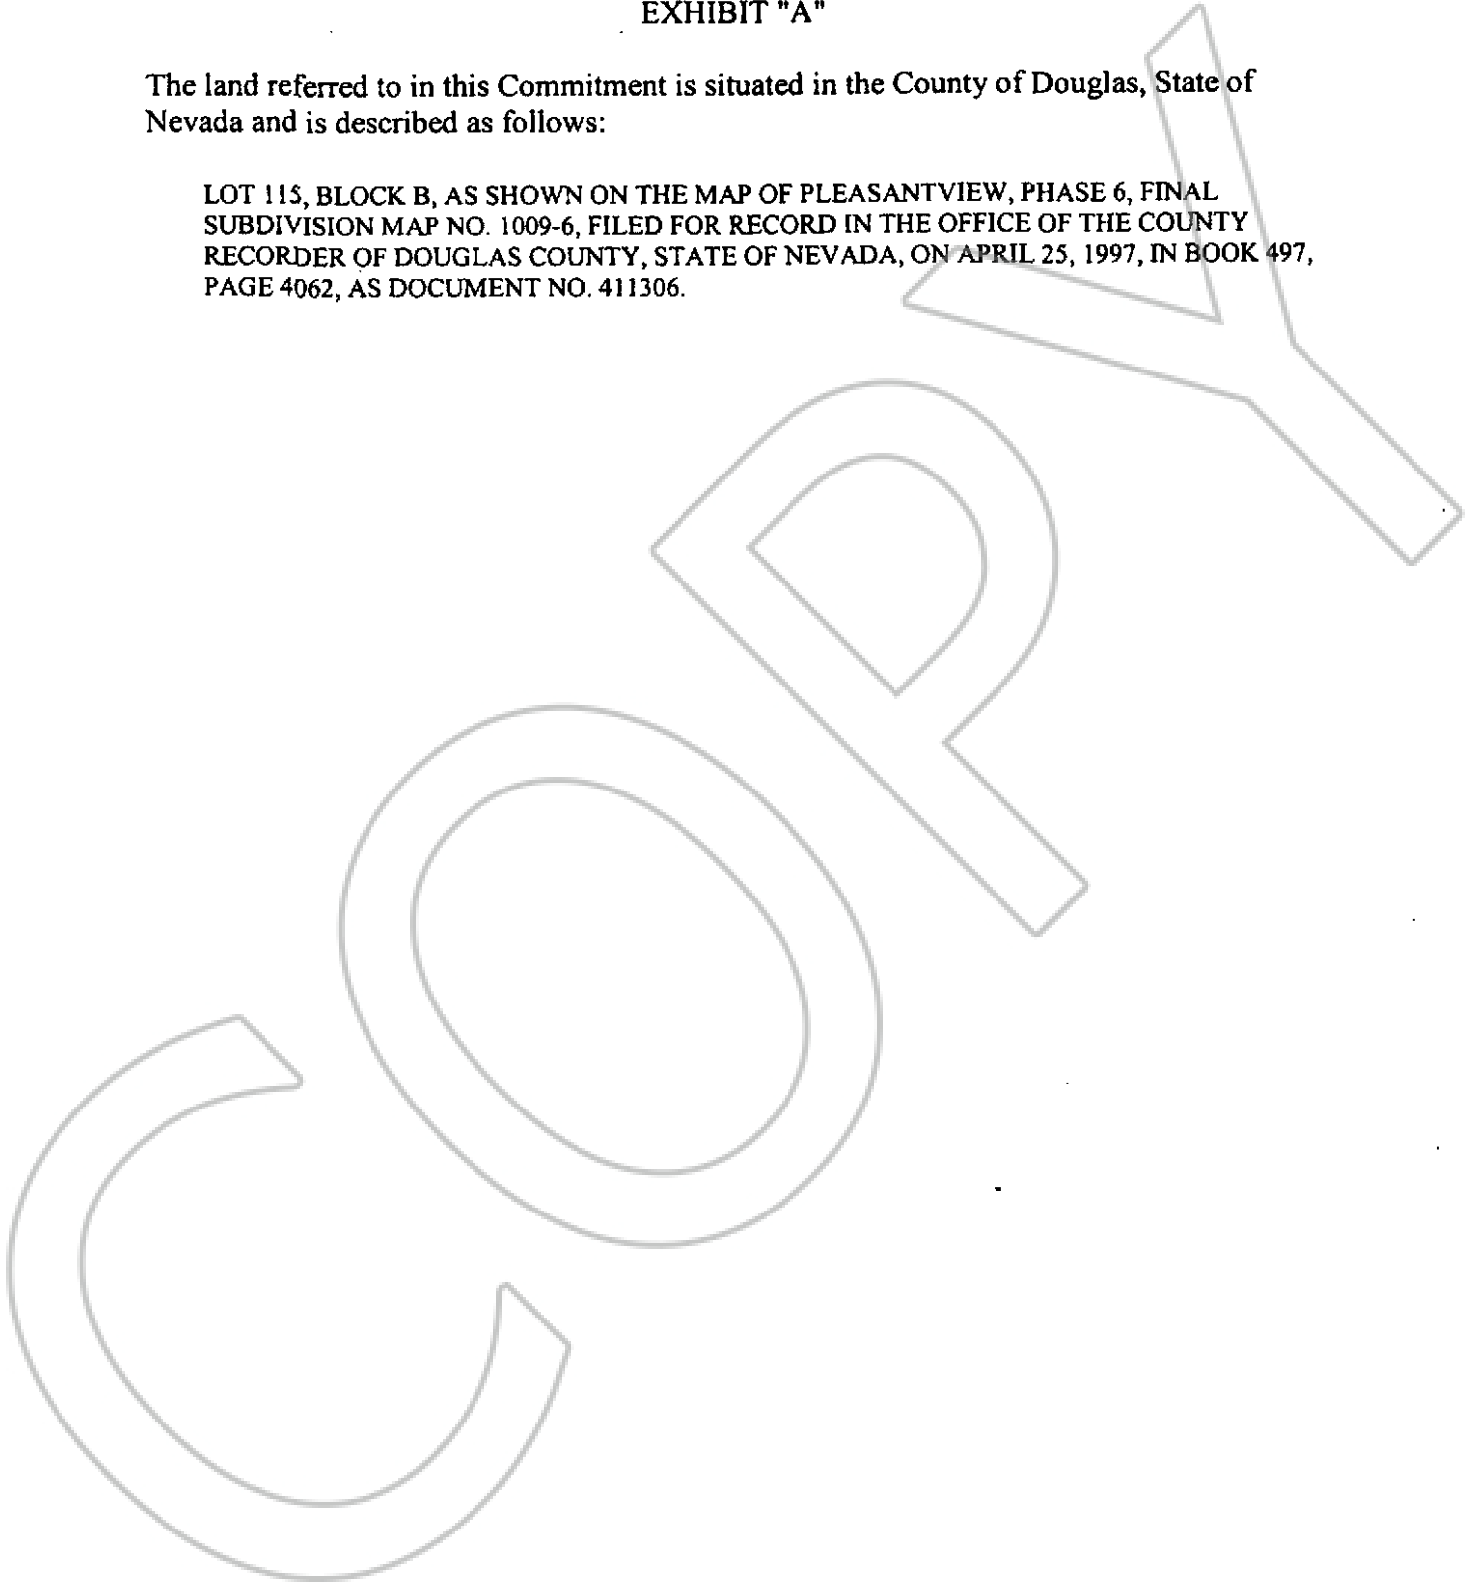 EXHIBIT "A"
The land referred to in this Commitment is situated in the County of Douglas, State of
Nevada and is described as follows:
LOT 115, BLOCK B, AS SHOWN ON THE MAP OF PLEASANTVIEW, PHASE 6, FINAL
SUBDIVISION MAP NO. 1009-6, FILED FOR RECORD IN THE OFFICE OF THE COUNTY
RECORDER OF DOUGLAS COUNTY, STATE OF NEVADA, ON APRIL 25, 1997, IN BOOK 497,
PAGE 4062, AS DOCUMENT NO. 411306.
COPY